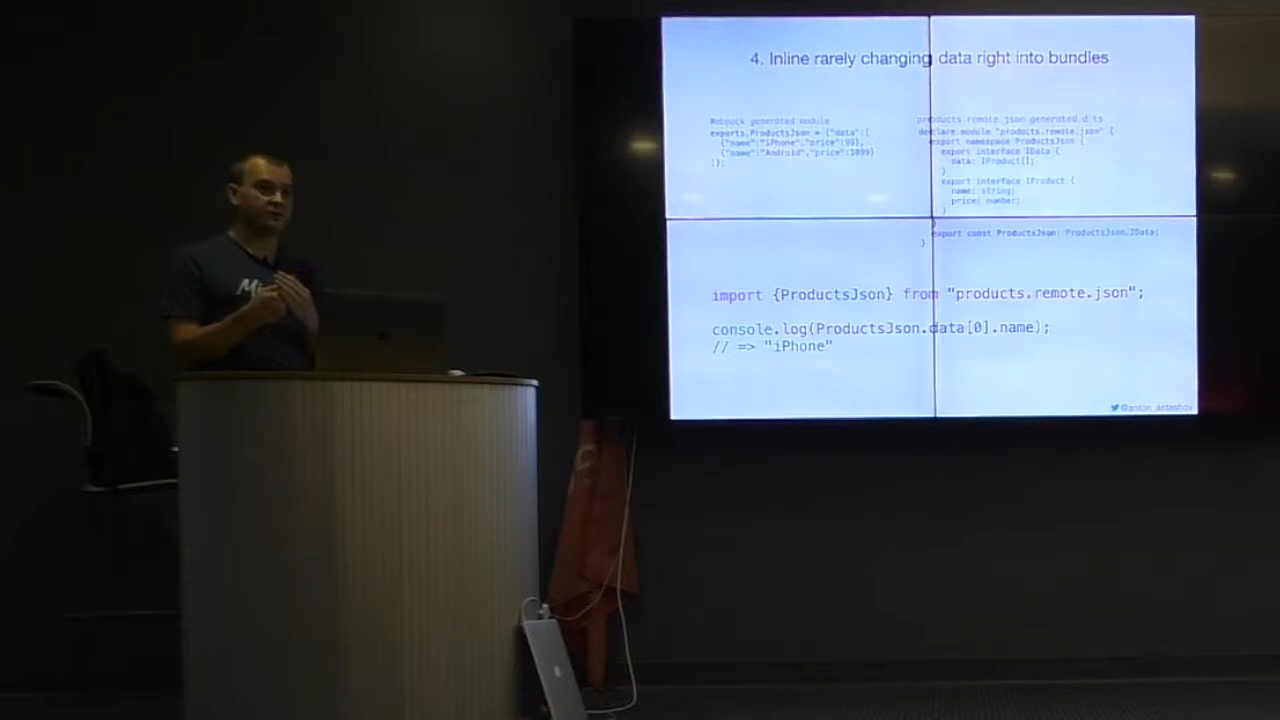 4. Inline rarely changing data right into bundles
Webpack generated module
exports.ProductsJson = {"data":[
{"name":"iPhone","price":99},
{"name":"Android","price":1099}
]};
products.remote.json.generated.d.ts
declare module "products.remote.json" {
export namespace ProductsJson {
export interface IData {
data: IProduct[];
}
export interface IProduct {
name: string;
price: number;
}
}
export const ProductsJson: ProductsJson.IData;
}
import {ProductsJson} from "products.remote.json";
console.log(ProductsJson.data[0].name);
// => "iPhone"
@anton_astashov